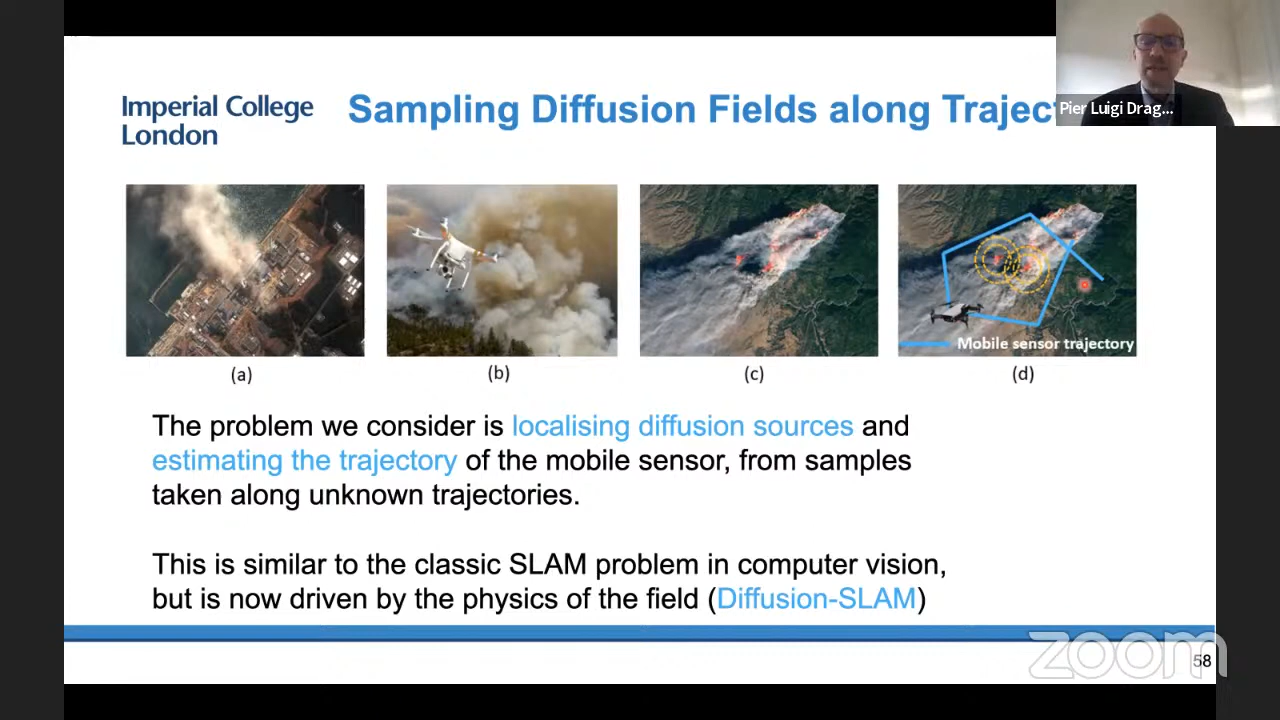 Imperial College
London
Sampling Diffusion Fields along Trajec
Pier Luigi Drag...
Mobile sensor trajectory
(a)
(b)
(c)
(d)
The problem we consider is localising diffusion sources and
estimating the trajectory of the mobile sensor, from samples
taken along unknown trajectories.
This is similar to the classic SLAM problem in computer vision,
but is now driven by the physics of the field (Diffusion-SLAM)
zoom
58